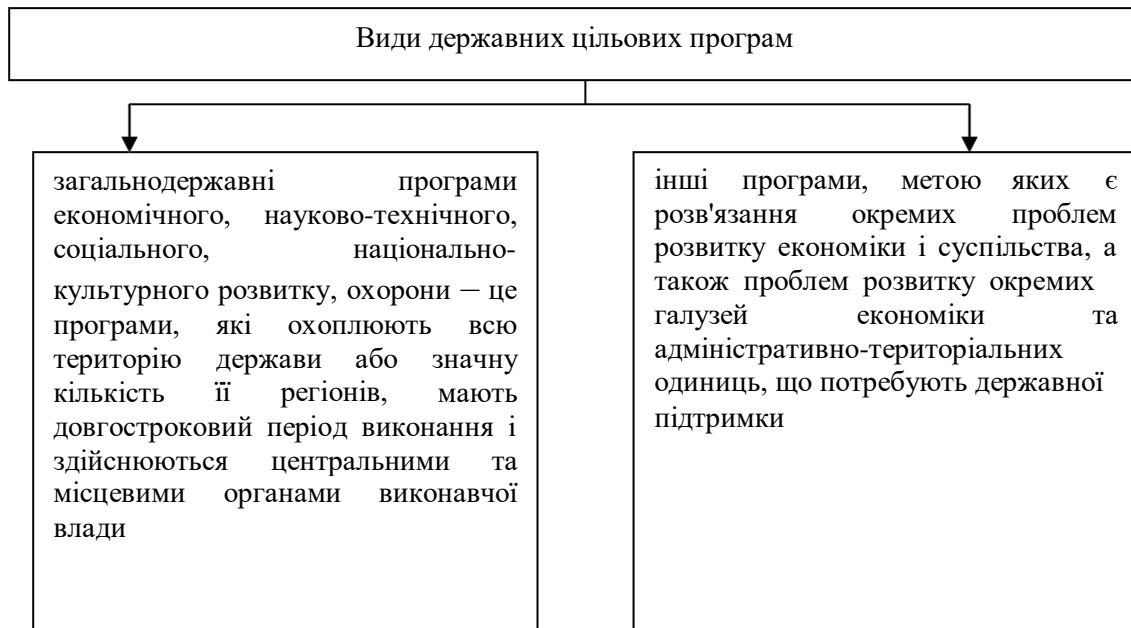 Види державних цільових програм
загальнодержавні програми
економічного, науково-технічного,
соціального, національно-
культурного розвитку, охорони – це
програми, які охоплюють всю
територію держави або значну
кількість її регіонів, мають
довгостроковий період виконання і
здійснюються центральними та
місцевими органами виконавчої
влади
інші програми, метою яких є
розв'язання окремих проблем
розвитку економіки і суспільства, а
також проблем розвитку окремих
галузей економіки та
адміністративно-територіальних
одиниць, що потребують державної
підтримки